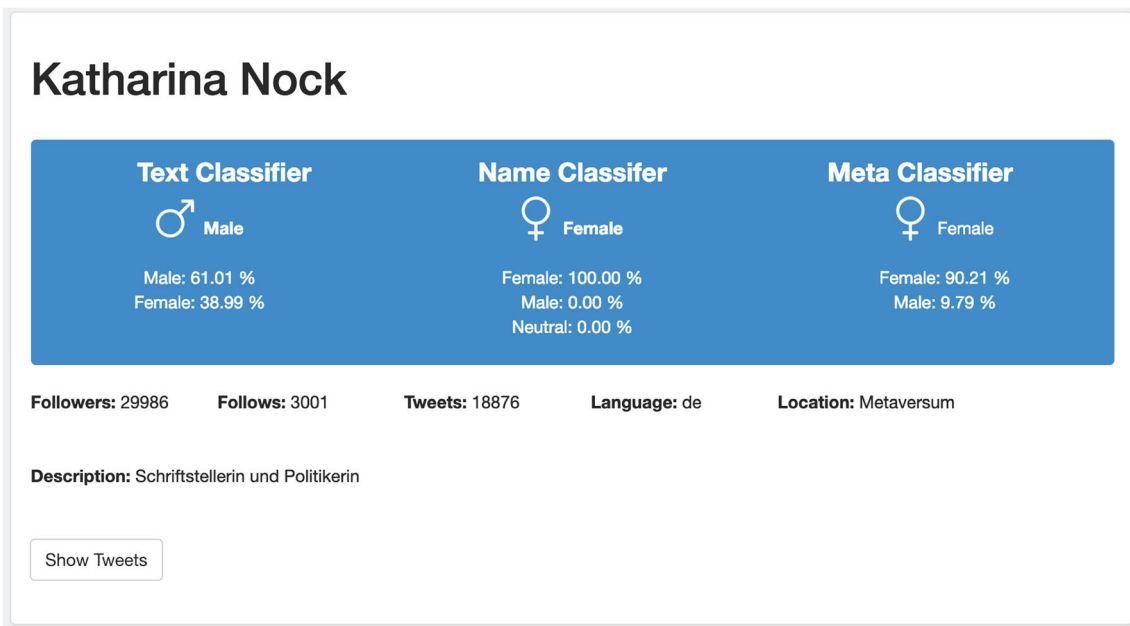 Katharina Nock
Text Classifier
Male
Male: 61.01 %
Female: 38.99 %
Name Classifer
Female
Female: 100.00 %
Male: 0.00 %
Neutral: 0.00 %
Meta Classifier
Female
Female: 90.21 %
Male: 9.79 %
Followers: 29986 Follows: 3001 Tweets: 18876 Language: de Location: Metaversum
Description: Schriftstellerin und Politikerin
Show Tweets